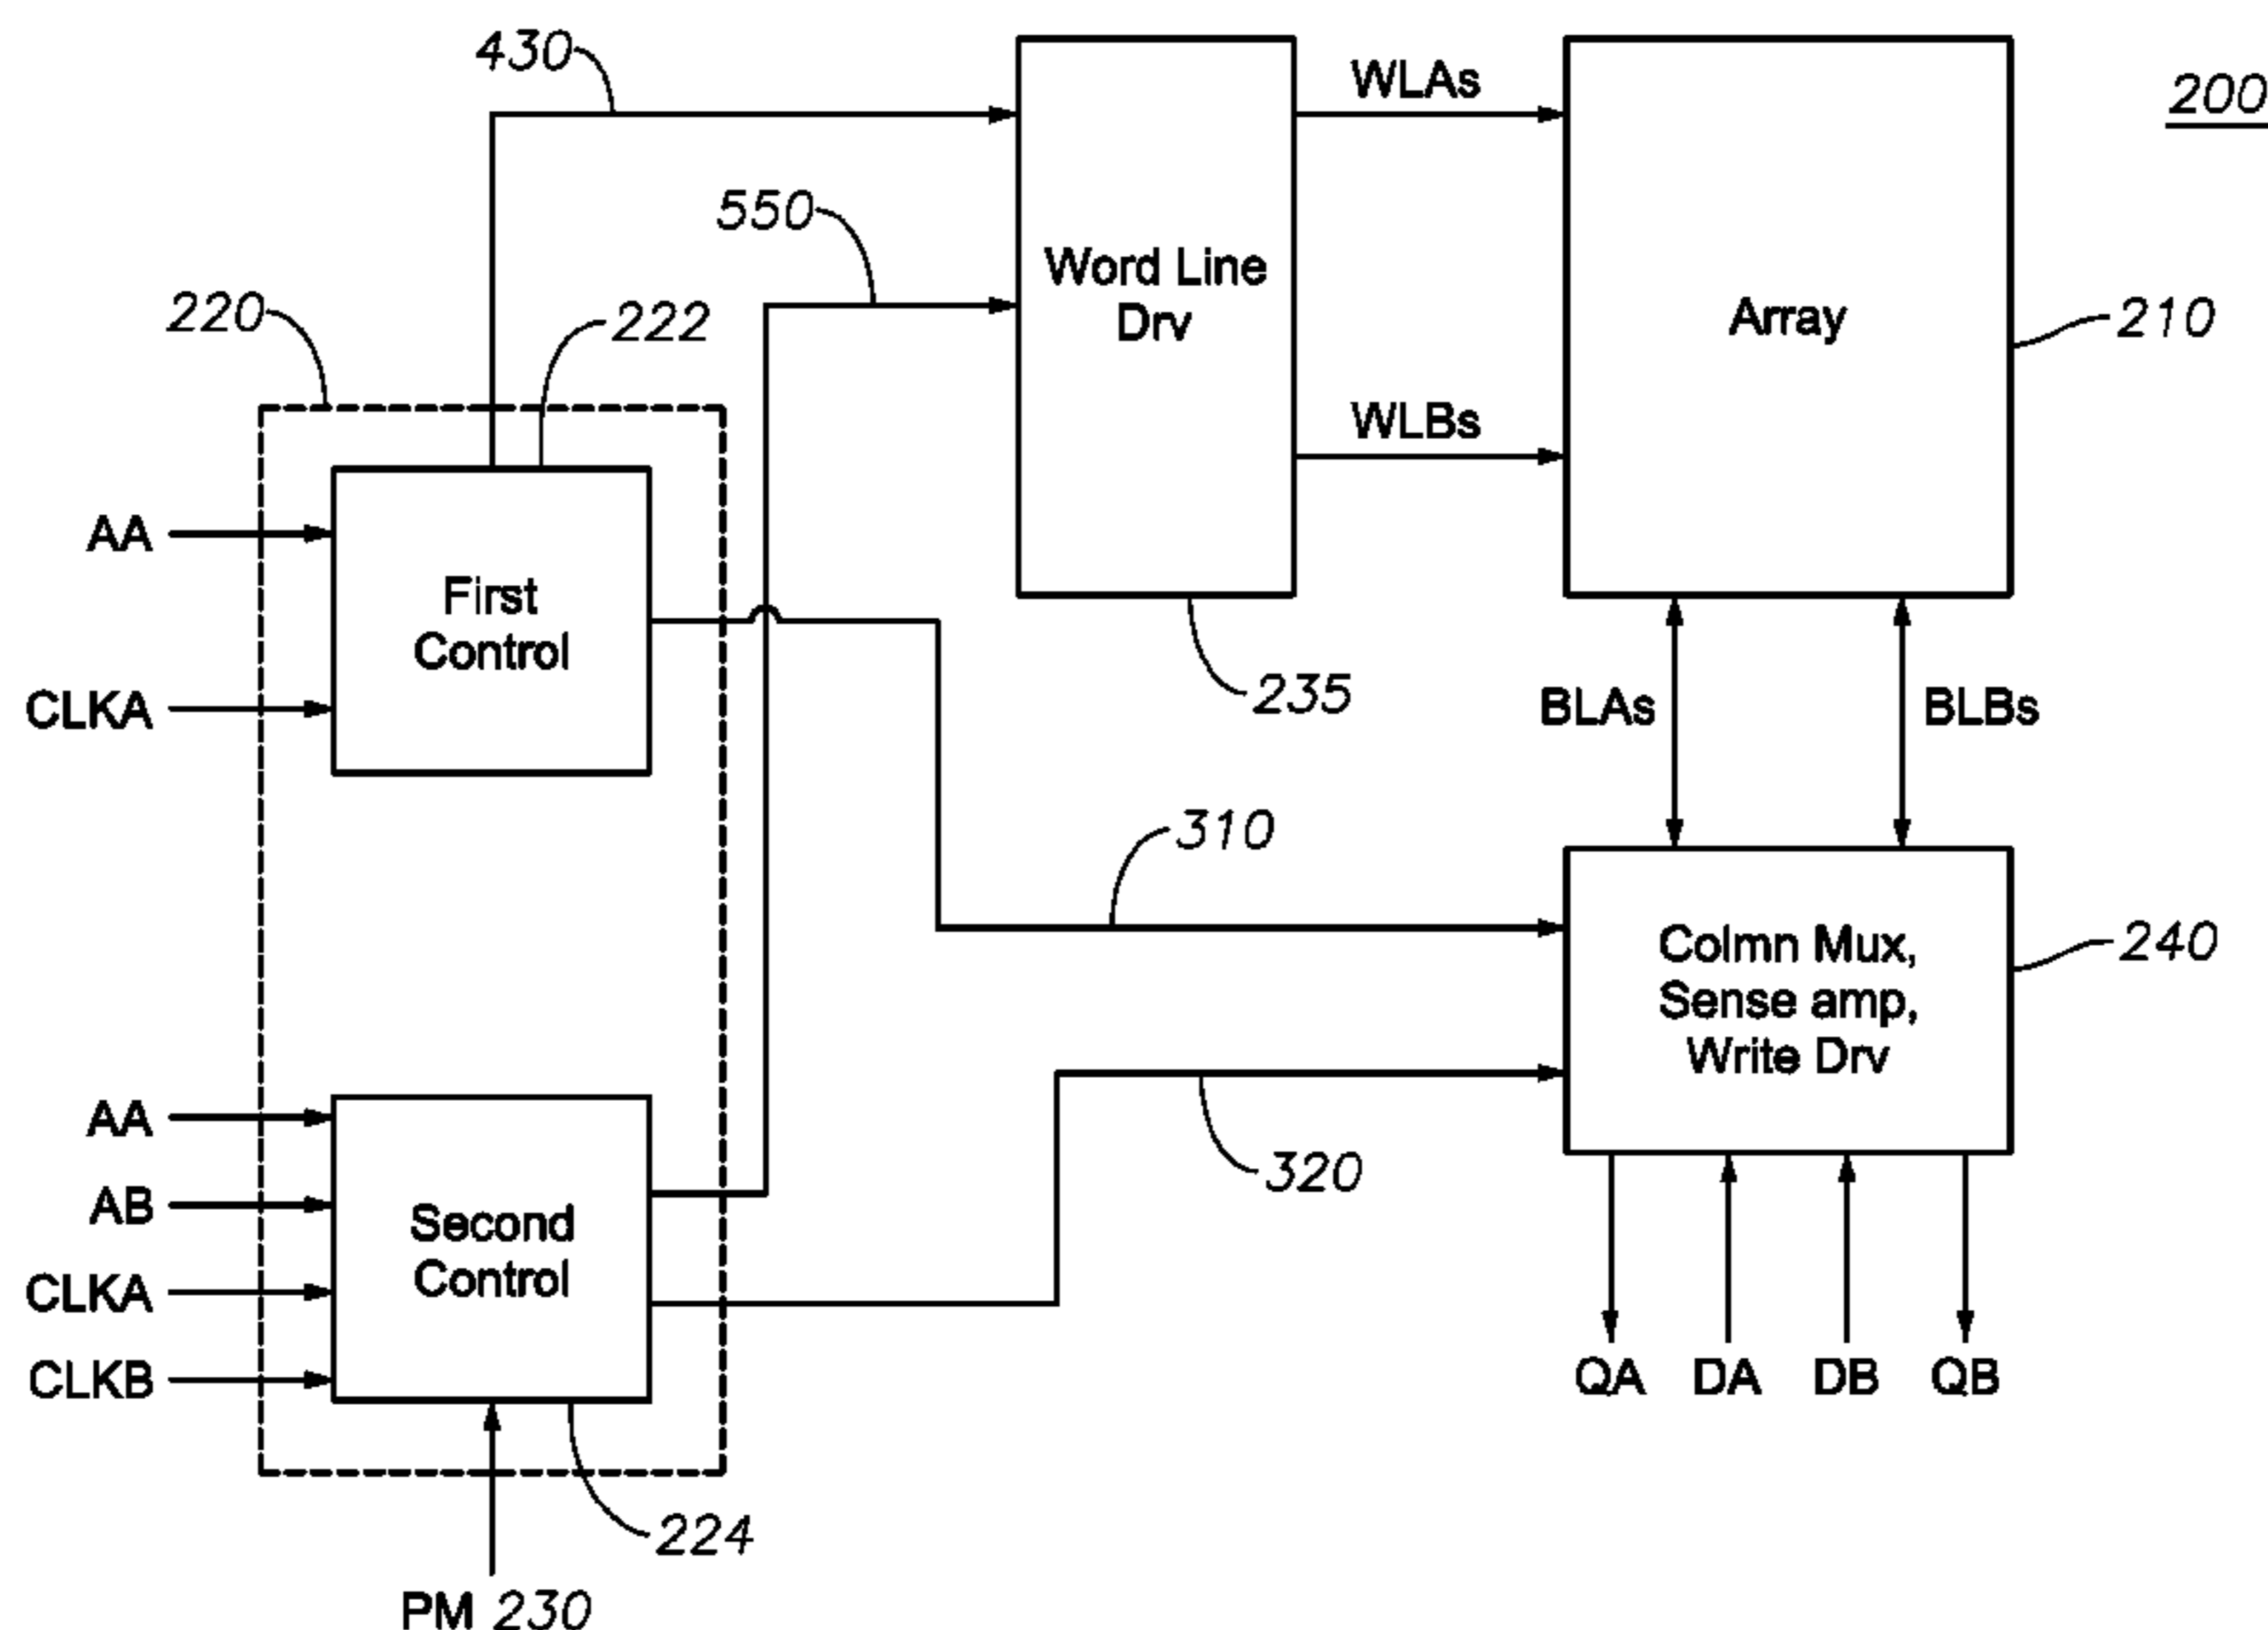 430
WLAs
200
550
Word Line
Drv
Array
210
220
222
WLBs
AA
First
Control
CLKA
235
BLAs
BLBs
310
Colmn Mux,
Sense amp,
Write Drv
240
AA
AB
Second
Control
320
CLKA
CLKB
QA
DA
DB
QB
224
PM 230